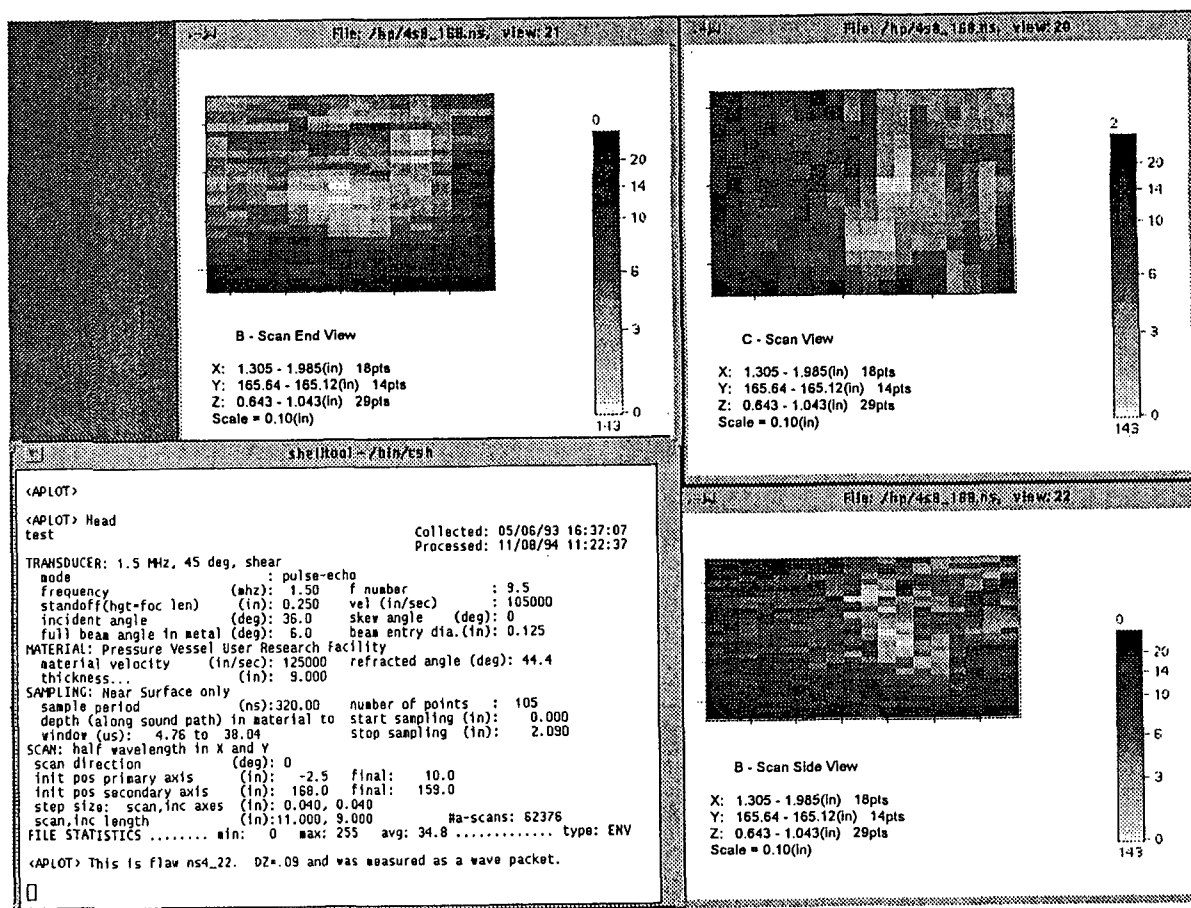 File: /hp/4s8_168.ns, view: 21
0
20
14
10
6
3
0
143
B - Scan End View
X: 1.305 - 1.985(in) 18pts
Y: 165.64 - 165.12(in) 14pts
Z: 0.643 - 1.043(in) 29pts
Scale = 0.10(in)
File: /hp/4s8_168.ns, view: 20
2
20
14
10
6
3
0
143
C - Scan View
X: 1.305 - 1.985(in) 18pts
Y: 165.64 - 165.12(in) 14pts
Z: 0.643 - 1.043(in) 29pts
Scale = 0.10(in)
shelltool - /bin/csh
<APLOT>
<APLOT> Head
test Collected: 05/06/93 16:37:07
Processed: 11/08/94 11:22:37
TRANSDUCER: 1.5 MHz, 45 deg, shear
mode : pulse-echo
frequency (mhz): 1.50 f number : 9.5
standoff(hgt-foc len) (in): 0.250 vel (in/sec) : 105000
incident angle (deg): 36.0 skew angle (deg): 0
full beam angle in metal (deg): 6.0 beam entry dia.(in): 0.125
MATERIAL: Pressure Vessel User Research Facility
material velocity (in/sec): 125000 refracted angle (deg): 44.4
thickness... (in): 9.000
SAMPLING: Near Surface only
sample period (ns):320.00 number of points : 105
depth (along sound path) in material to start sampling (in): 0.000
window (us): 4.76 to 38.04 stop sampling (in): 2.090
SCAN: half wavelength in X and Y
scan direction (deg): 0
init pos primary axis (in): -2.5 final: 10.0
init pos secondary axis (in): 168.0 final: 159.0
step size: scan,inc axes (in): 0.040, 0.040
scan,inc length (in):11.000, 9.000 #a-scans: 62376
FILE STATISTICS ........ min: 0 max: 255 avg: 34.8 ............. type: ENV
<APLOT> This is flaw ns4_22. DZ=.09 and was measured as a wave packet.
File: /hp/4s8_168.ns, view: 22
0
20
14
10
6
3
0
143
B - Scan Side View
X: 1.305 - 1.985(in) 18pts
Y: 165.64 - 165.12(in) 14pts
Z: 0.643 - 1.043(in) 29pts
Scale = 0.10(in)